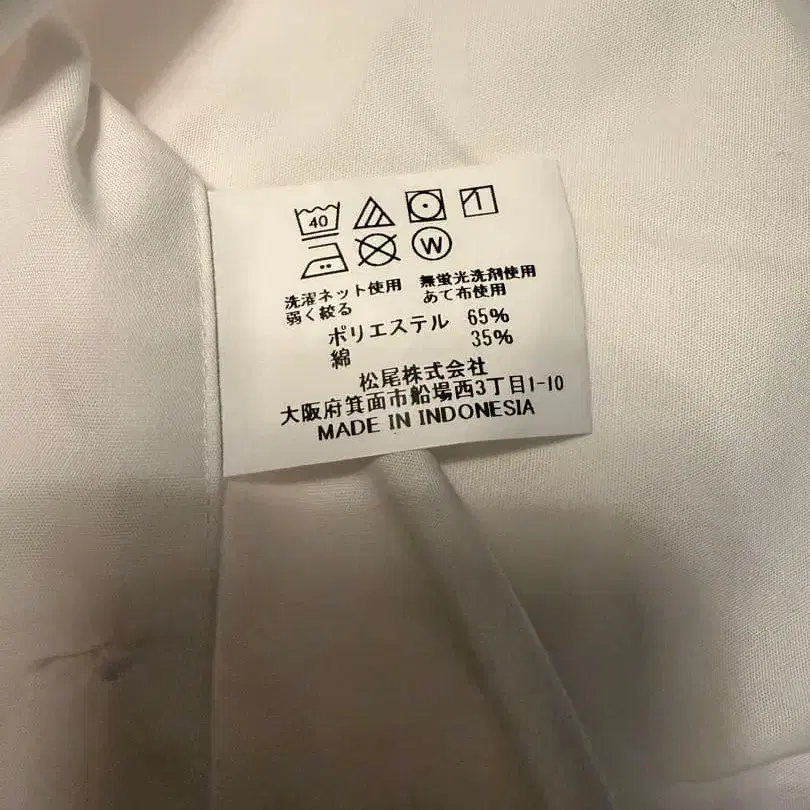 40
W
洗濯ネット使用 無蛍光洗剤使用
弱く絞る あて布使用
ポリエステル 65%
綿 35%
松尾株式会社
大阪府箕面市船場西3丁目1-10
MADE IN INDONESIA